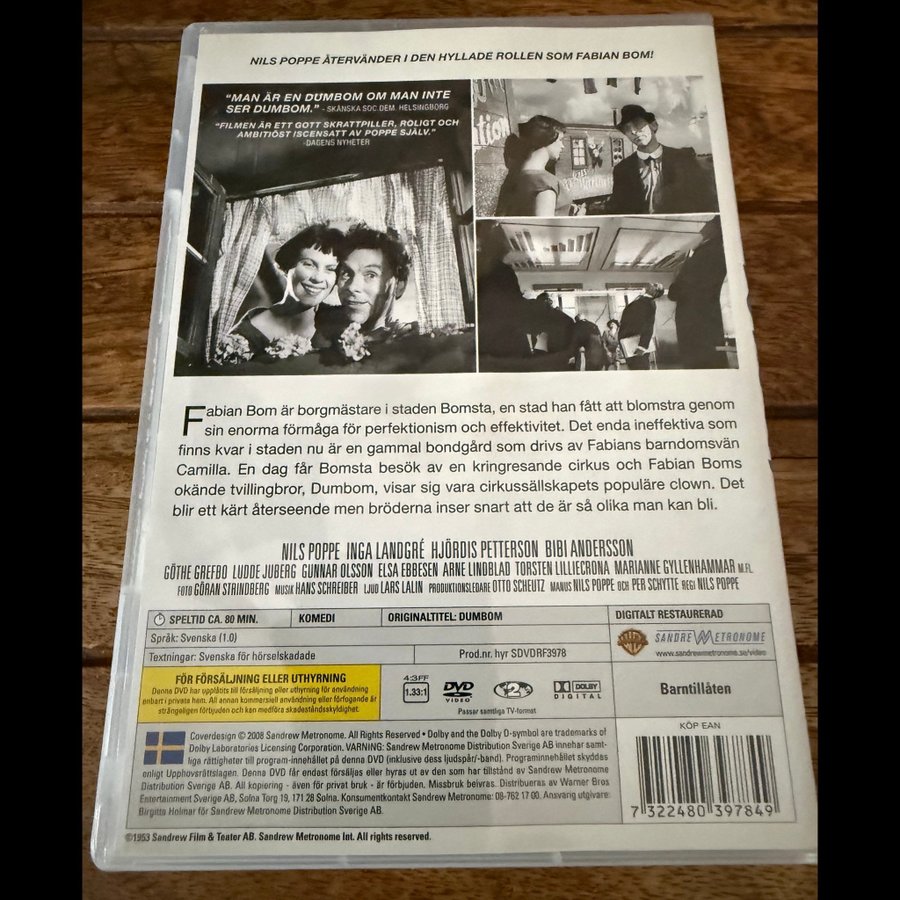 NILS POPPE ÅTERVÄNDER I DEN HYLLADE ROLLEN SOM FABIAN BOM!
"MAN ÄR EN DUMBOM OM MAN INTE
SER DUMBOM." - SKÅNSKA SOC.DEM. HELSINGBORG
"FILMEN ÄR ETT GOTT SKRATTPILLER, ROLIGT OCH
AMBITIÖST ISCENSATT AV POPPE SJÄLV."
- DAGENS NYHETER
Fabian Bom är borgmästare i staden Bomsta, en stad han fått att blomstra genom
sin enorma förmåga för perfektionism och effektivitet. Det enda ineffektiva som
finns kvar i staden nu är en gammal bondgård som drivs av Fabians barndomsvän
Camilla. En dag får Bomsta besök av en kringresande cirkus och Fabian Boms
okände tvillingbror, Dumbom, visar sig vara cirkussällskapets populäre clown. Det
blir ett kärt återseende men bröderna inser snart att de är så olika man kan bli.
NILS POPPE INGA LANDGRÉ HJÖRDIS PETTERSON BIBI ANDERSSON
GÖTHE GREFBO LUDDE JUBERG GUNNAR OLSSON ELSA EBBESEN ARNE LINDBLAD TORSTEN LILLIECRONA MARIANNE GYLLENHAMMAR M.FL.
FOTO GÖRAN STRINDBERG MUSIK HANS SCHREIBER LJUD LARS LALIN PRODUKTIONSLEDARE OTTO SCHEUTZ MANUS NILS POPPE OCH PER SCHYTTE REGI NILS POPPE
SPELTID CA. 80 MIN. KOMEDI ORIGINALTITEL: DUMBOM DIGITALT RESTAURERAD
Språk: Svenska (1.0)
SANDREW METRONOME
www.sandrewmetronome.se/video
Textningar: Svenska för hörselskadade Prod.nr. hyr SDVDRF3978
FÖR FÖRSÄLJNING ELLER UTHYRNING
Denna DVD har upplåtits till försäljning eller uthyrning för användning
enbart i privata hem. All annan kommersiell användning eller förfogande är
strängeligen förbjuden och kan medföra skadeståndsskyldighet.
4:3FF
1.33:1
DVD
VIDEO
2
DOLBY
DIGITAL
Passar samtliga TV-format
Barntillåten
KÖP EAN
Coverdesign © 2008 Sandrew Metronome. All Rights Reserved • Dolby and the Dolby D-symbol are trademarks of
Dolby Laboratories Licensing Corporation. VARNING: Sandrew Metronome Distribution Sverige AB innehar samt-
liga rättigheter till program-innehållet på denna DVD (inklusive dess ljudspår/-band). Programinnehållet skyddas
enligt Upphovsrättslagen. Denna DVD får endast försäljas eller hyras ut av den som har tillstånd av Sandrew Metronome
Distribution Sverige AB. All kopiering - även för privat bruk - är förbjuden. Missbruk beivras. Distribueras av Warner Bros
Entertainment Sverige AB, Solna Torg 19, 171 28 Solna. Konsumentkontakt Sandrew Metronome: 08-762 17 00. Ansvarig utgivare:
Birgitta Holmar för Sandrew Metronome Distribution Sverige AB.
7 322480 397849
©1953 Sandrew Film & Teater AB. Sandrew Metronome Int. All rights reserved.